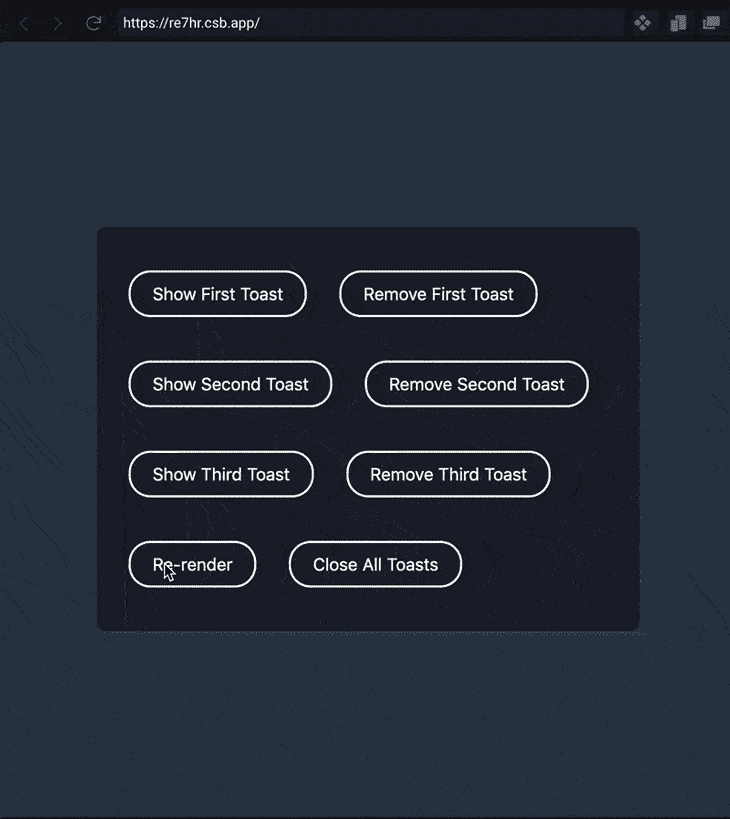 https://re7hr.csb.app/
Show First Toast Remove First Toast
Show Second Toast Remove Second Toast
Show Third Toast Remove Third Toast
Re-render Close All Toasts